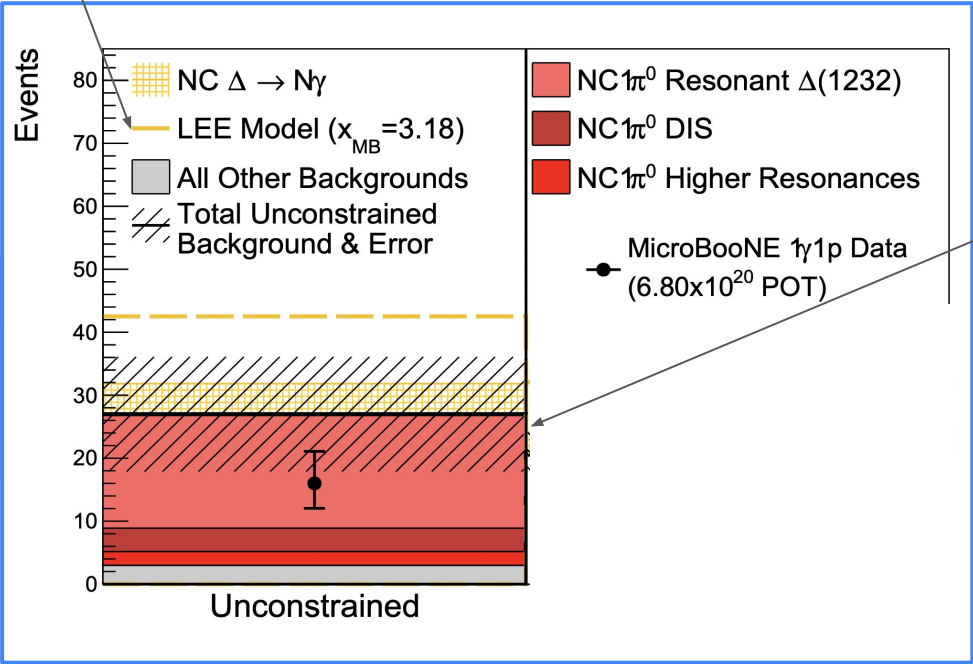 Events
80
70
60
50
40
30
20
10
0
NC Δ → Nγ
LEE Model (x_MB=3.18)
All Other Backgrounds
Total Unconstrained
Background & Error
NC1π⁰ Resonant Δ(1232)
NC1π⁰ DIS
NC1π⁰ Higher Resonances
MicroBooNE 1γ1p Data
(6.80x10²⁰ POT)
Unconstrained